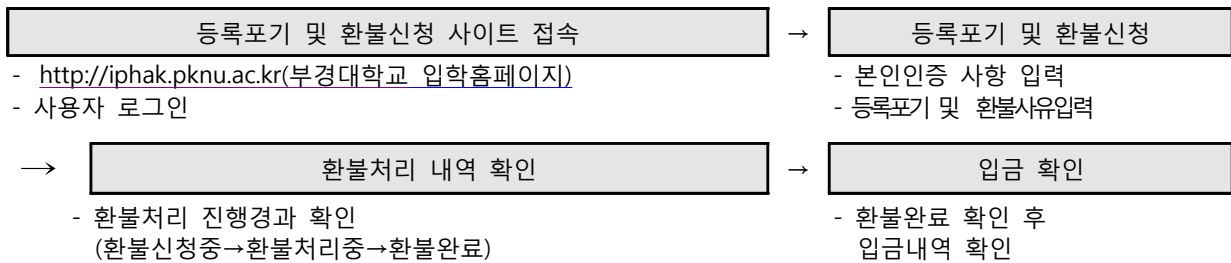 등록포기 및 환불신청 사이트 접속 → 등록포기 및 환불신청
- http://iphak.pknu.ac.kr(부경대학교 입학홈페이지)
- 사용자 로그인
- 본인인증 사항 입력
- 등록포기 및 환불사유입력
→ 환불처리 내역 확인 → 입금 확인
- 환불처리 진행경과 확인
(환불신청중→환불처리중→환불완료)
- 환불완료 확인 후
입금내역 확인